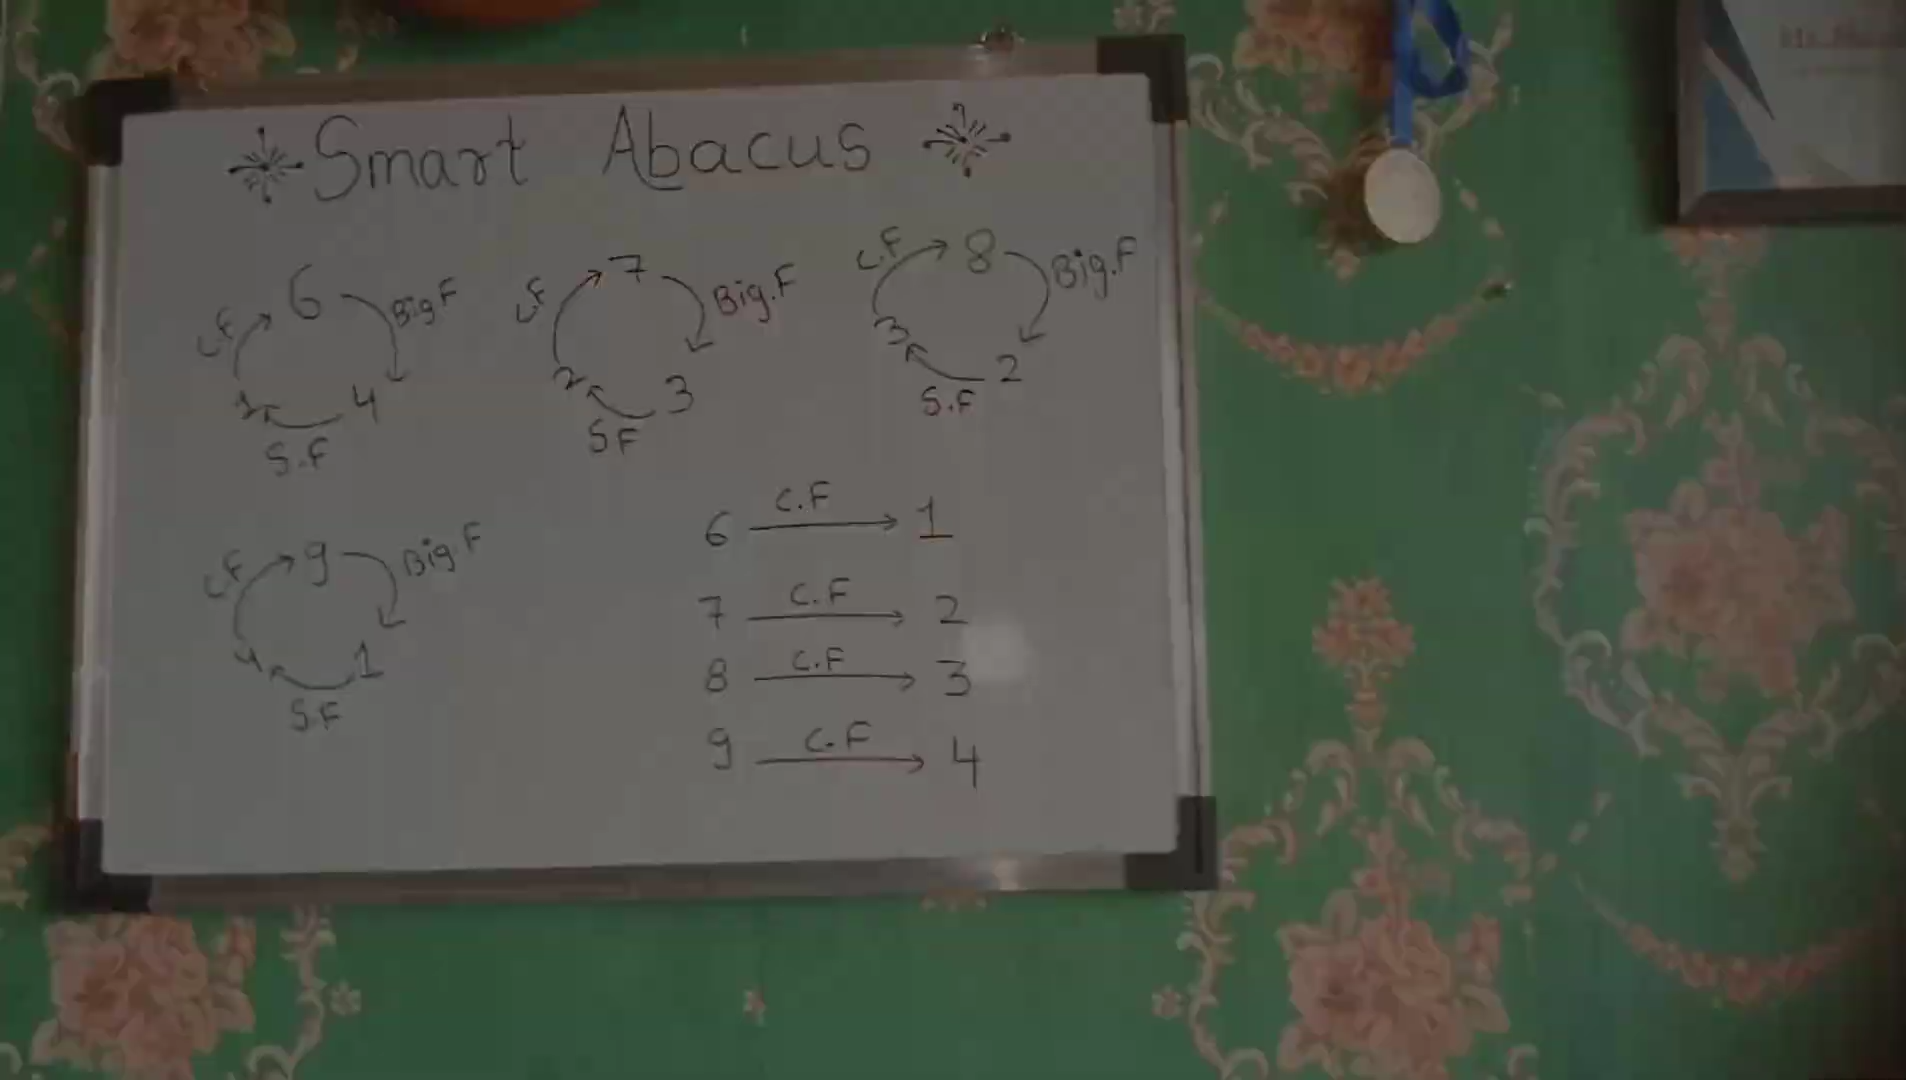 Smart Abacus
C.F 6 Big F
1 4
S.F
C.F 7 Big.F
2 3
S F
C.F 8 Big.F
3 2
S.F
C.F 9 Big.F
4 1
S.F
6 C.F 1
7 C.F 2
8 C.F 3
9 C.F 4